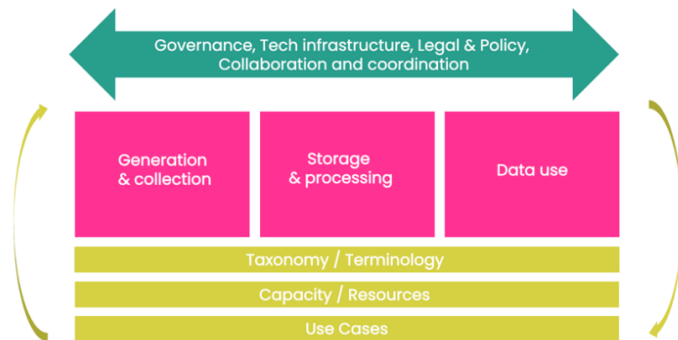 Governance, Tech infrastructure, Legal & Policy,
Collaboration and coordination
Generation
& collection
Storage
& processing
Data use
Taxonomy / Terminology
Capacity / Resources
Use Cases